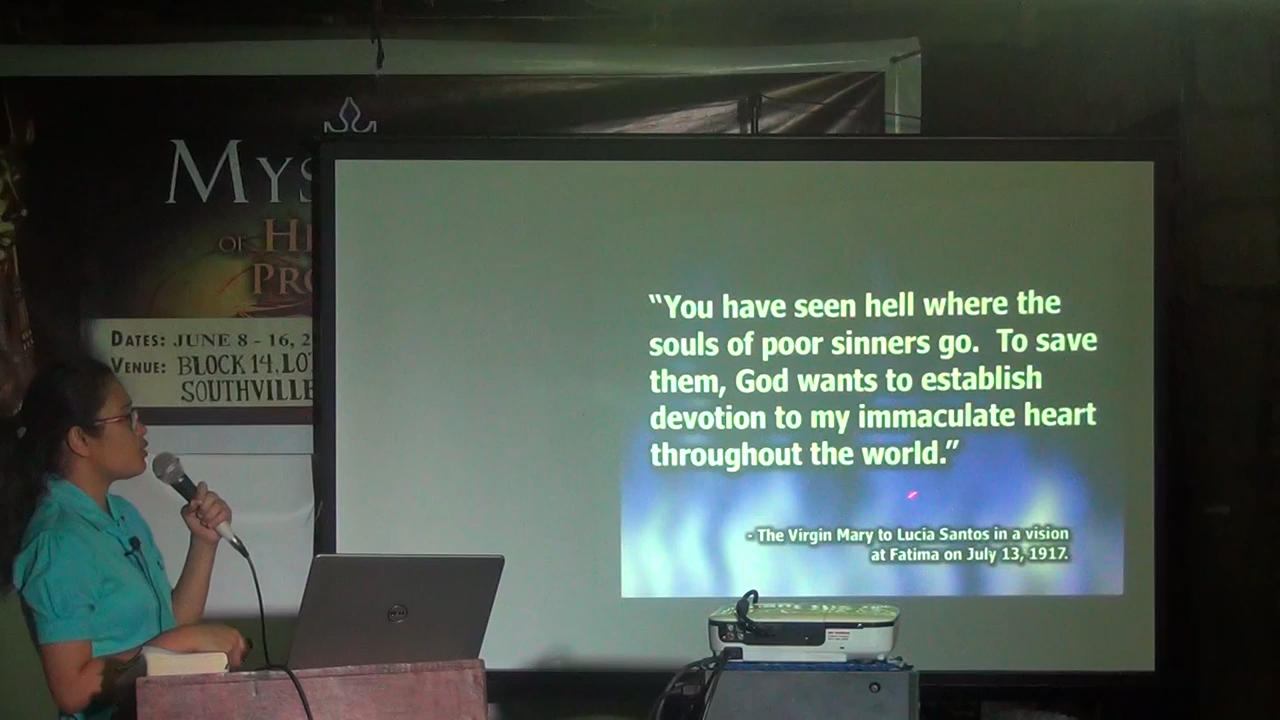 MYS
OF HI
PRO
DATES: JUNE 8 - 16, 2
VENUE: BLOCK 14, LO
SOUTHVILLE
“You have seen hell where the
souls of poor sinners go.  To save
them, God wants to establish
devotion to my immaculate heart
throughout the world.”
- The Virgin Mary to Lucia Santos in a vision
at Fatima on July 13, 1917.
DELL